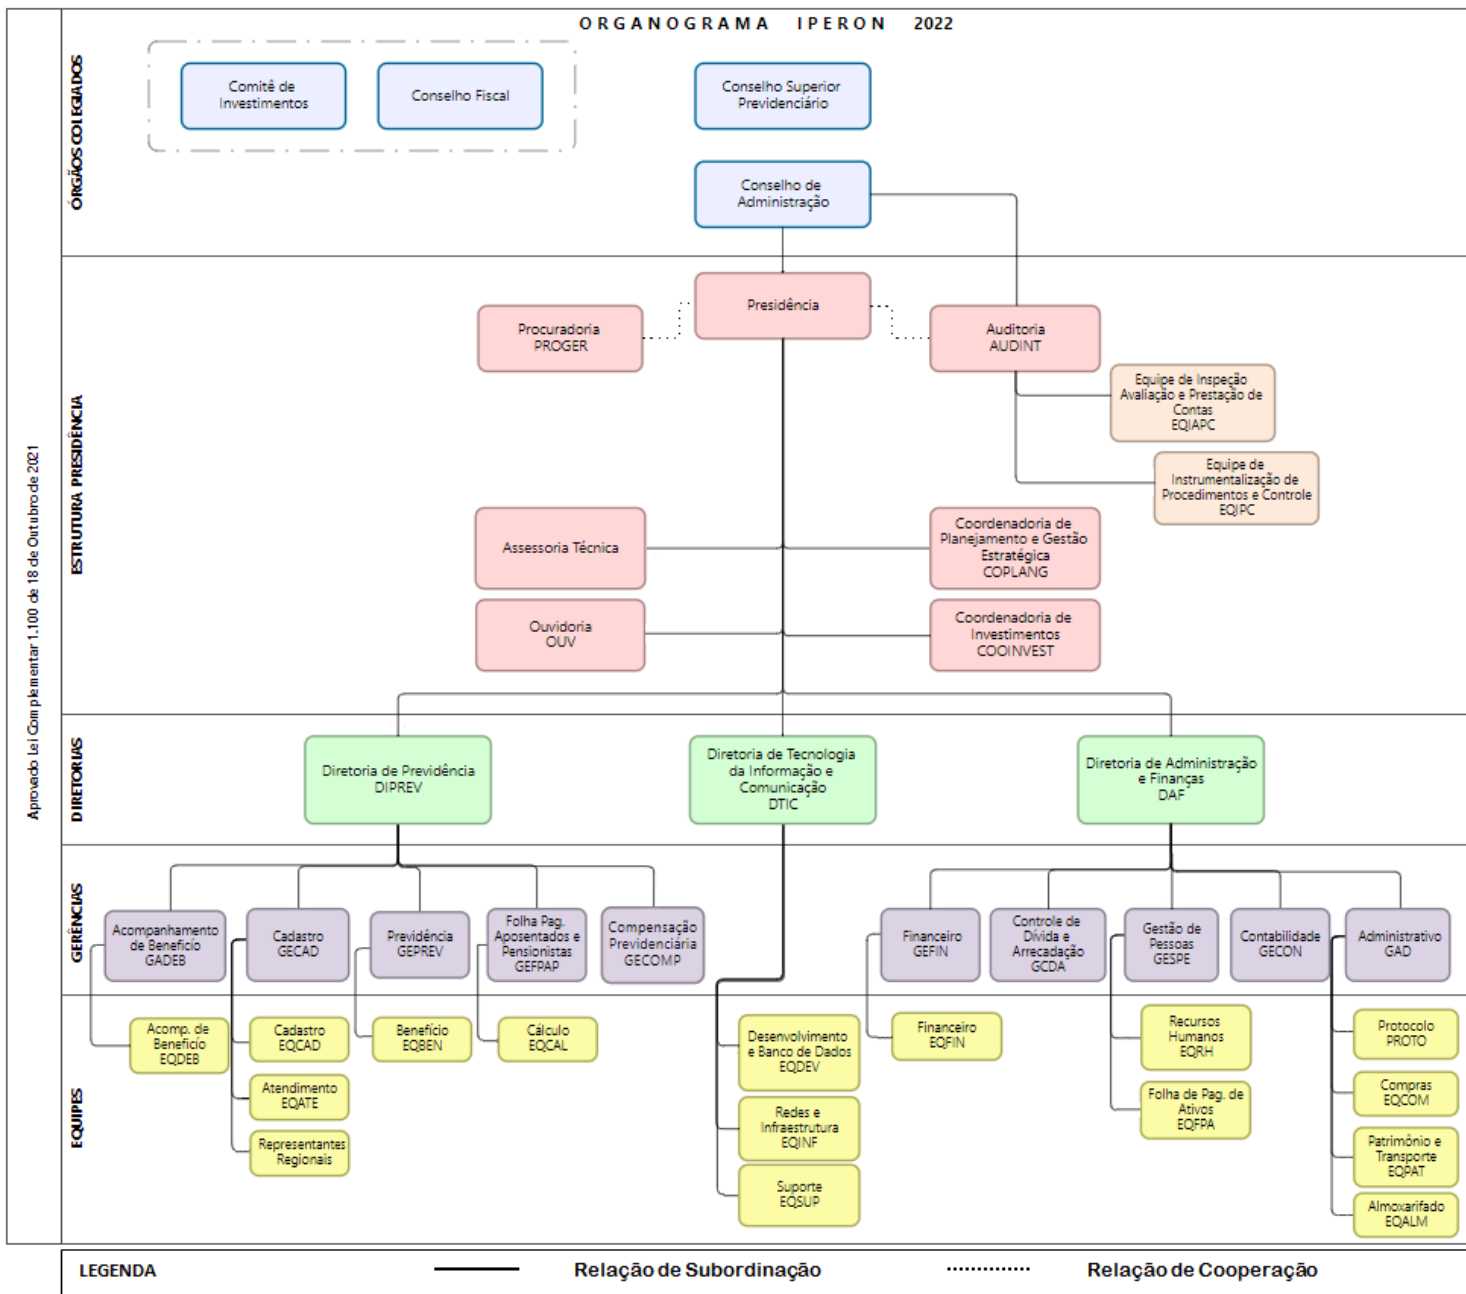 ORGANOGRAMA IPERON 2022
ÓRGÃOS COLEGIADOS
Comitê de
Investimentos
Conselho Fiscal
Conselho Superior
Previdenciário
Conselho de
Administração
Aprovado Lei Complementar 1.100 de 18 de Outubro de 2021
ESTRUTURA PRESIDÊNCIA
Presidência
Procuradoria
PROGER
Auditoria
AUDINT
Equipe de Inspeção
Avaliação e Prestação de
Contas
EQIAPC
Equipe de
Instrumentalização de
Procedimentos e Controle
EQIPC
Assessoria Técnica
Coordenadoria de
Planejamento e Gestão
Estratégica
COPLANG
Ouvidoria
OUV
Coordenadoria de
Investimentos
COOINVEST
DIRETORIAS
Diretoria de Previdência
DIPREV
Diretoria de Tecnologia
da Informação e
Comunicação
DTIC
Diretoria de Administração
e Finanças
DAF
GERÊNCIAS
Acompanhamento
de Benefício
GADEB
Cadastro
GECAD
Previdência
GEPREV
Folha Pag.
Aposentados e
Pensionistas
GEFPAP
Compensação
Previdenciária
GECOMP
Financeiro
GEFIN
Controle de
Dívida e
Arrecadação
GCDA
Gestão de
Pessoas
GESPE
Contabilidade
GECON
Administrativo
GAD
EQUIPES
Acomp. de
Benefício
EQDEB
Cadastro
EQCAD
Atendimento
EQATE
Representantes
Regionais
Benefício
EQBEN
Cálculo
EQCAL
Desenvolvimento
e Banco de Dados
EQDEV
Redes e
Infraestrutura
EQINF
Suporte
EQSUP
Financeiro
EQFIN
Recursos
Humanos
EQRH
Folha de Pag. de
Ativos
EQFPA
Protocolo
PROTO
Compras
EQCOM
Patrimônio e
Transporte
EQPAT
Almoxarifado
EQALM
LEGENDA
Relação de Subordinação
Relação de Cooperação